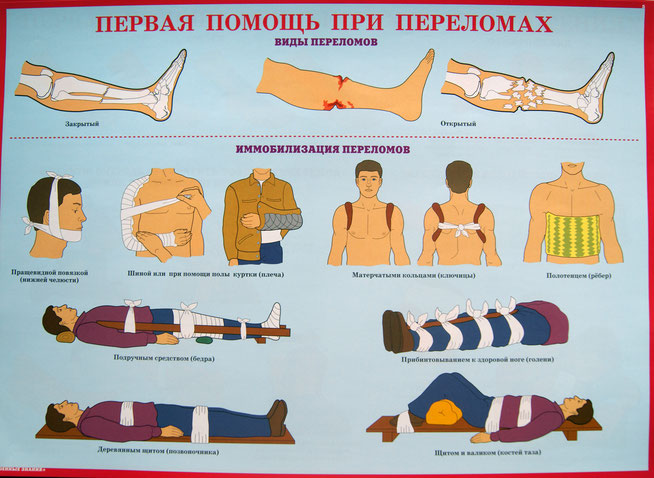 ПЕРВАЯ ПОМОЩЬ ПРИ ПЕРЕЛОМАХ
ВИДЫ ПЕРЕЛОМОВ
Закрытый
Открытый
ИММОБИЛИЗАЦИЯ ПЕРЕЛОМОВ
Пращевидной повязкой
(нижней челюсти)
Шиной или при помощи полы куртки (плеча)
Матерчатыми кольцами (ключицы)
Полотенцем (рёбер)
Подручным средством (бедра)
Прибинтовыванием к здоровой ноге (голени)
Деревянным щитом (позвоночника)
Щитом и валиком (костей таза)